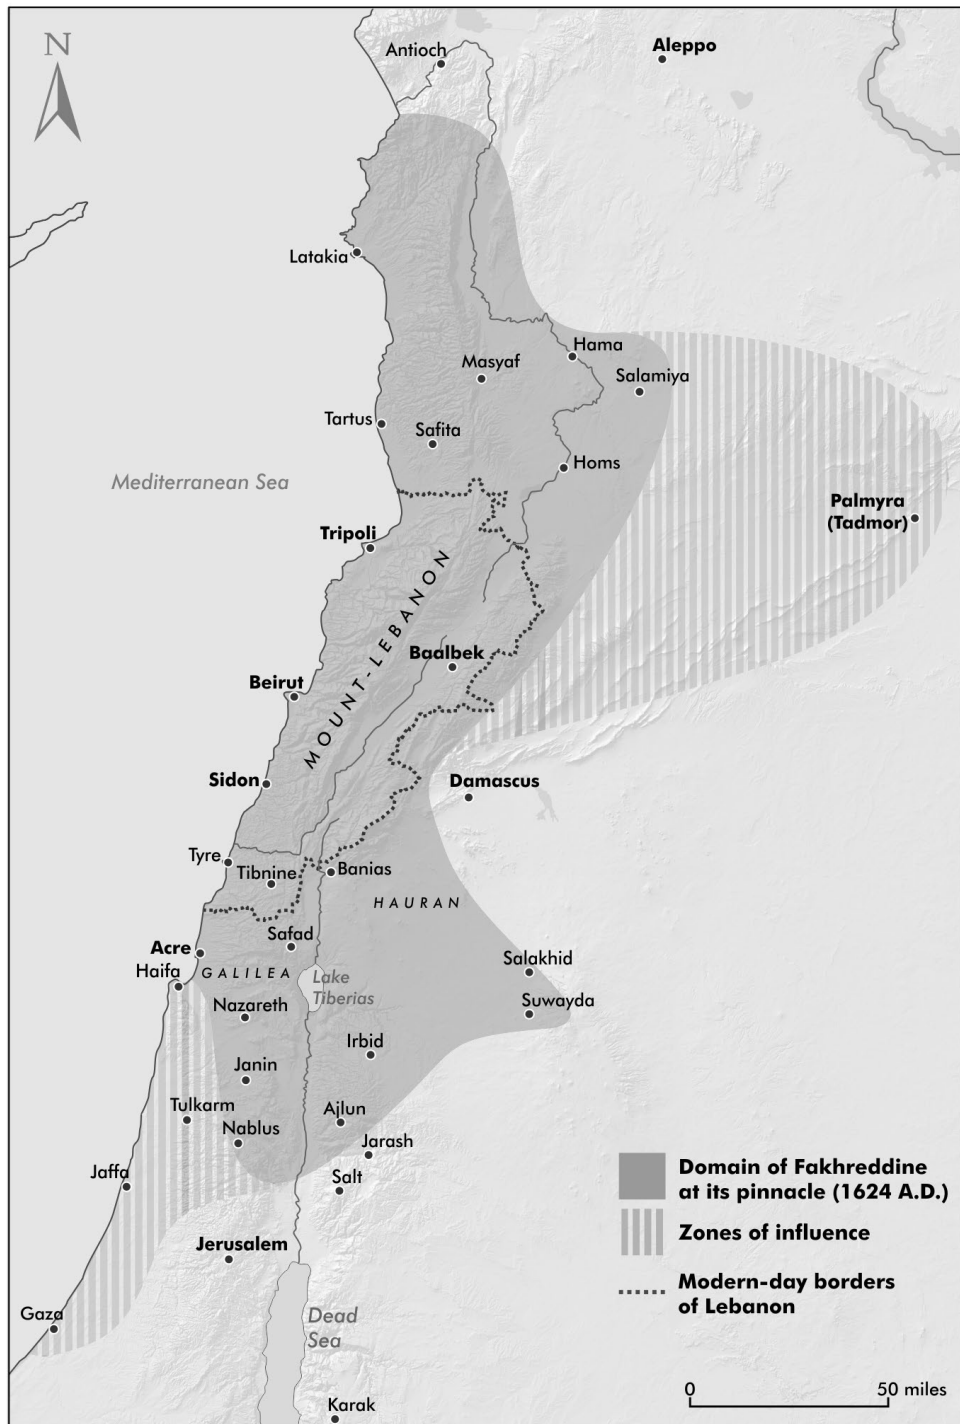 N
Antioch
Aleppo
Latakia
Hama
Masyaf
Salamiya
Tartus
Safita
Homs
Mediterranean Sea
Palmyra
(Tadmor)
Tripoli
MOUNT-LEBANON
Baalbek
Beirut
Sidon
Damascus
Tyre
Tibnine
Banias
HAURAN
Safad
Acre
Haifa
GALILEA
Lake
Tiberias
Salakhid
Nazareth
Suwayda
Irbid
Janin
Tulkarm
Ajlun
Nablus
Jarash
Jaffa
Salt
Domain of Fakhreddine
at its pinnacle (1624 A.D.)
Zones of influence
Jerusalem
Modern-day borders
of Lebanon
Gaza
Dead
Sea
0 50 miles
Karak